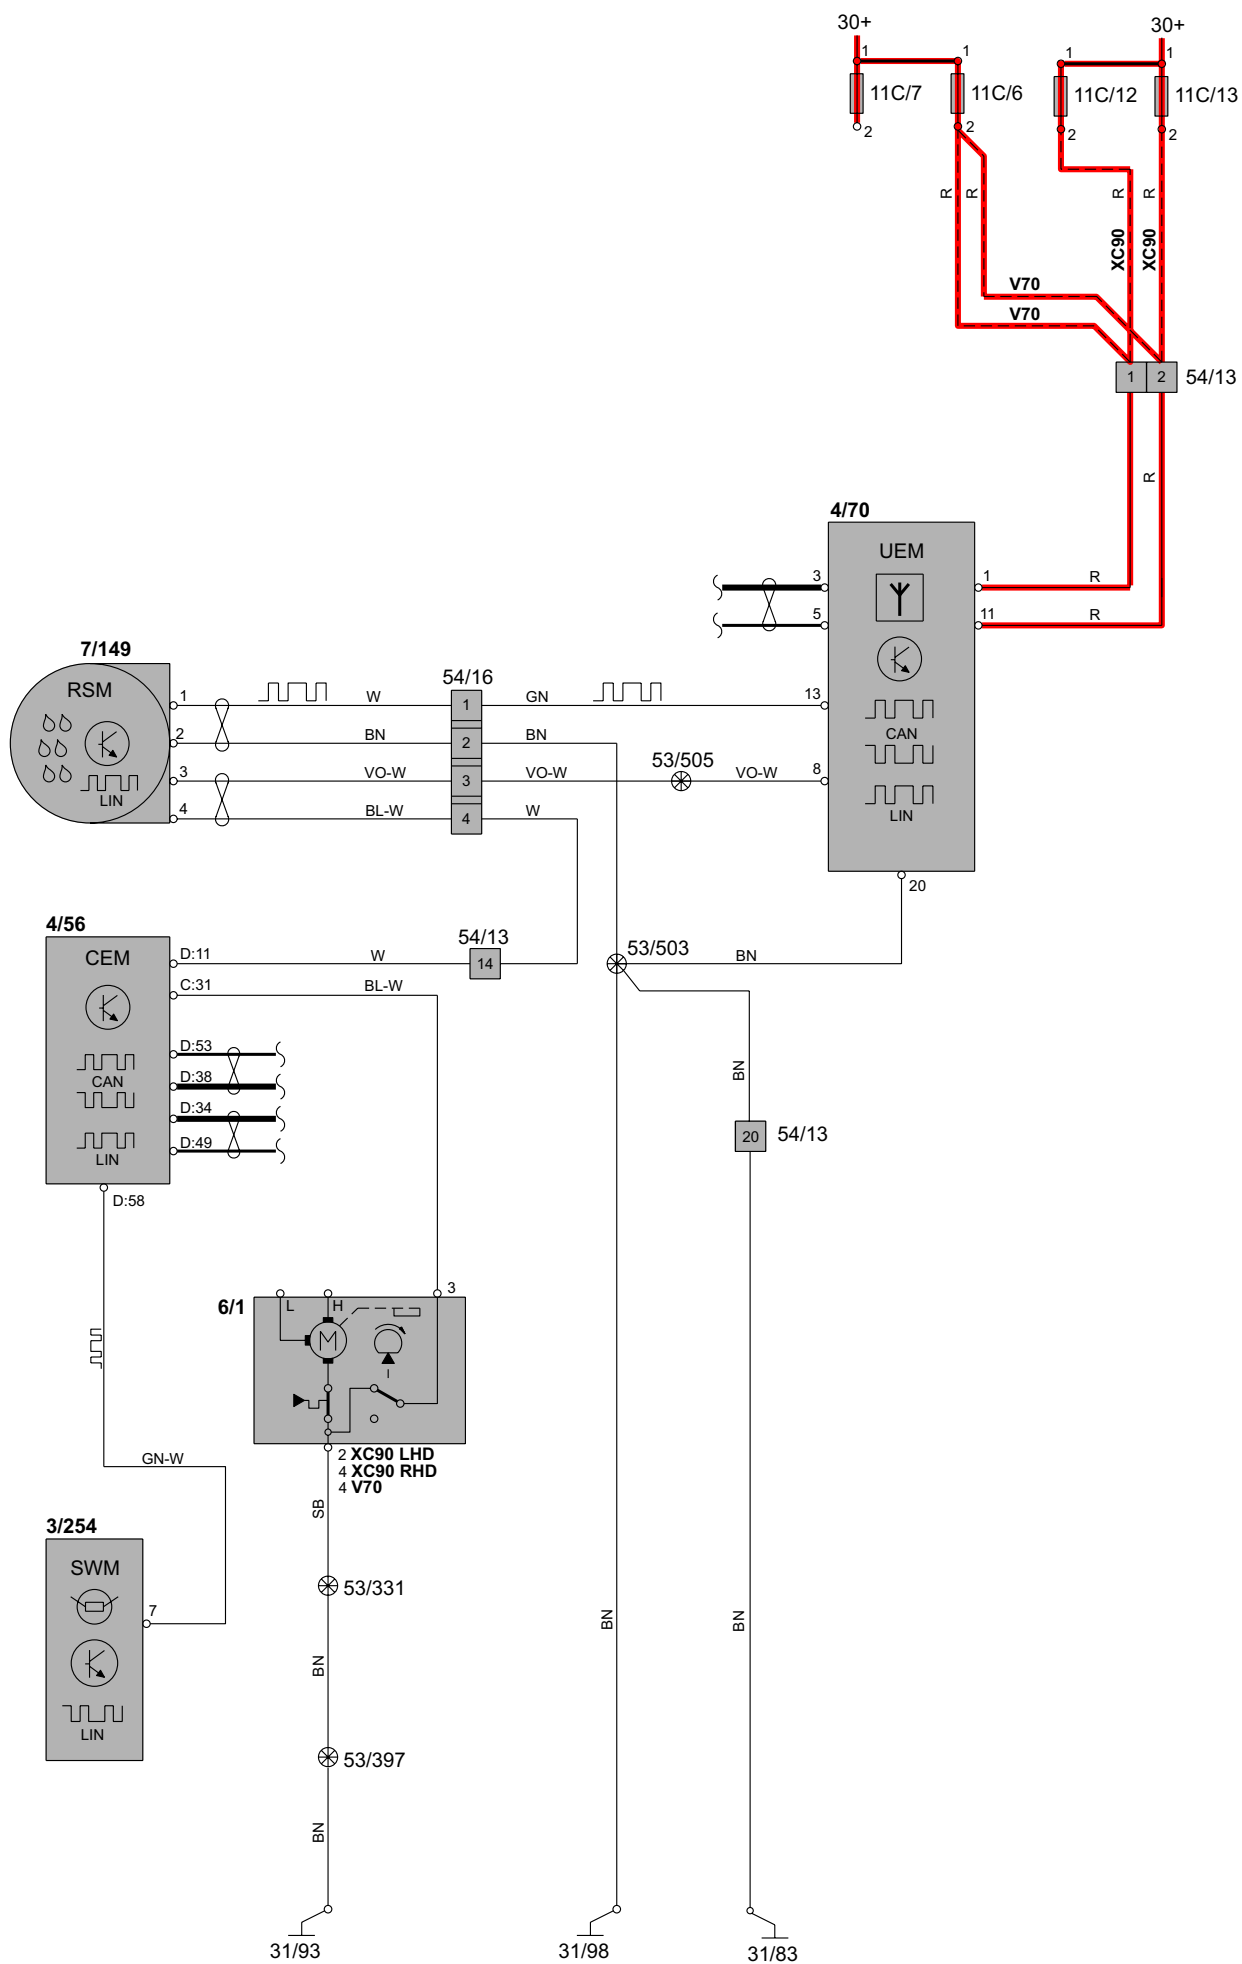 30+
30+
1
1
1
1
11C/7
11C/6
11C/12
11C/13
2
2
2
2
R
R
R
R
XC90
XC90
V70
V70
1
2
54/13
R
4/70
UEM
3
1
R
5
11
R
7/149
RSM
54/16
1
W
1
GN
13
CAN
2
BN
2
BN
53/505
3
VO-W
3
VO-W
VO-W
8
LIN
4
BL-W
4
W
LIN
20
4/56
CEM
54/13
53/503
D:11
W
14
BN
C:31
BL-W
D:53
CAN
D:38
BN
D:34
20
54/13
D:49
LIN
D:58
3
6/1
L
H
M
GN-W
2 XC90 LHD
4 XC90 RHD
4 V70
SB
3/254
SWM
53/331
7
BN
BN
BN
LIN
53/397
BN
31/93
31/98
31/83